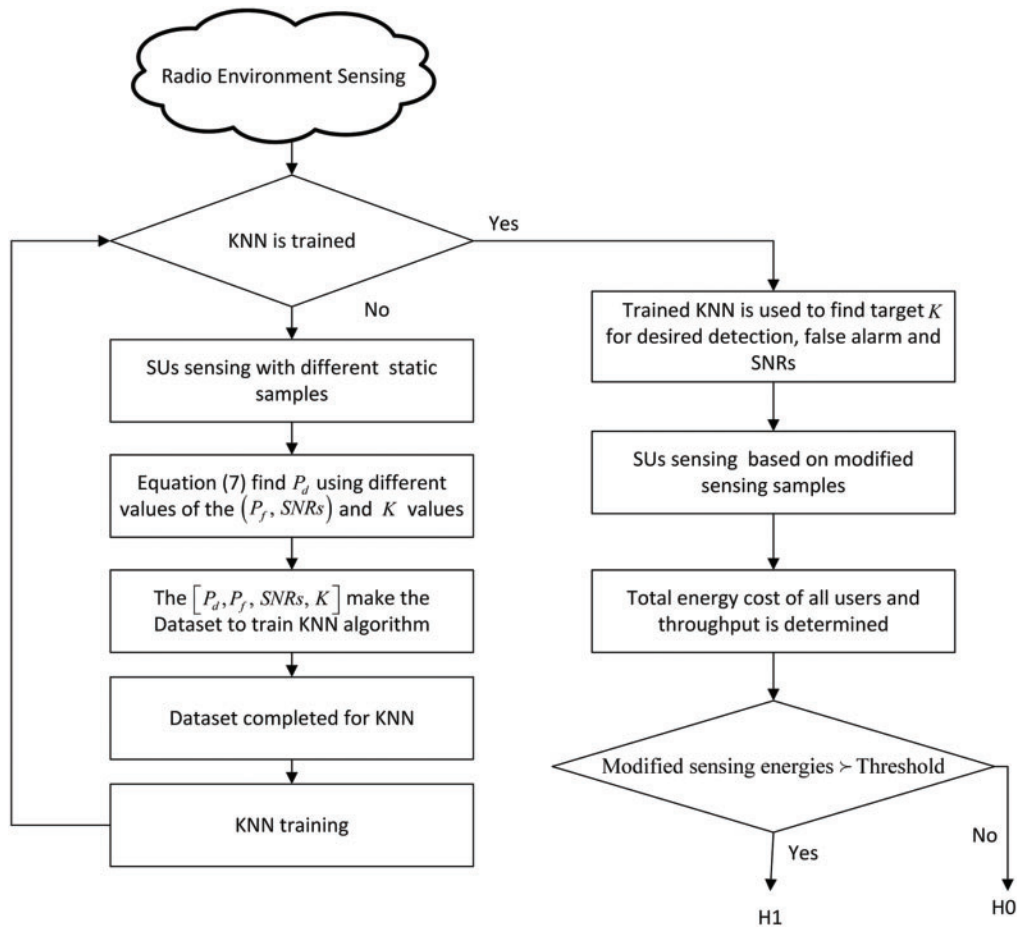 Radio Environment Sensing
KNN is trained
Yes
No
SUs sensing with different static
samples
Equation (7) find P_d using different
values of the (P_f, SNRs) and K values
The [P_d, P_f, SNRs, K] make the
Dataset to train KNN algorithm
Dataset completed for KNN
KNN training
Trained KNN is used to find target K
for desired detection, false alarm and
SNRs
SUs sensing based on modified
sensing samples
Total energy cost of all users and
throughput is determined
Modified sensing energies ≻ Threshold
Yes
No
H1
H0